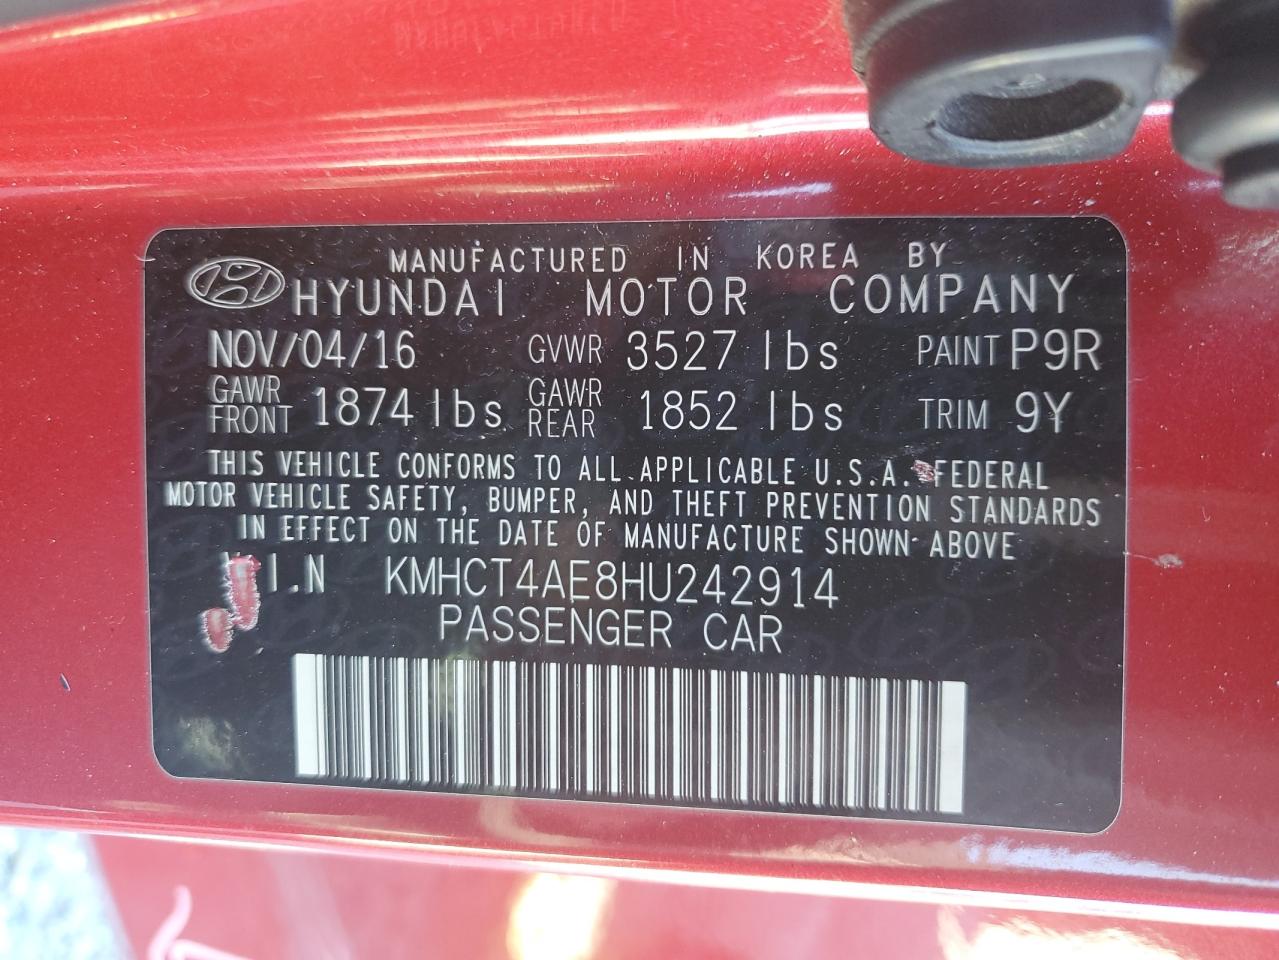 MANUFACTURED IN KOREA BY
HYUNDAI MOTOR COMPANY
NOV/04/16 GVWR 3527 lbs PAINT P9R
GAWR FRONT 1874 lbs GAWR REAR 1852 lbs TRIM 9Y
THIS VEHICLE CONFORMS TO ALL APPLICABLE U.S.A. FEDERAL
MOTOR VEHICLE SAFETY, BUMPER, AND THEFT PREVENTION STANDARDS
IN EFFECT ON THE DATE OF MANUFACTURE SHOWN ABOVE
V.I.N KMHCT4AE8HU242914
PASSENGER CAR